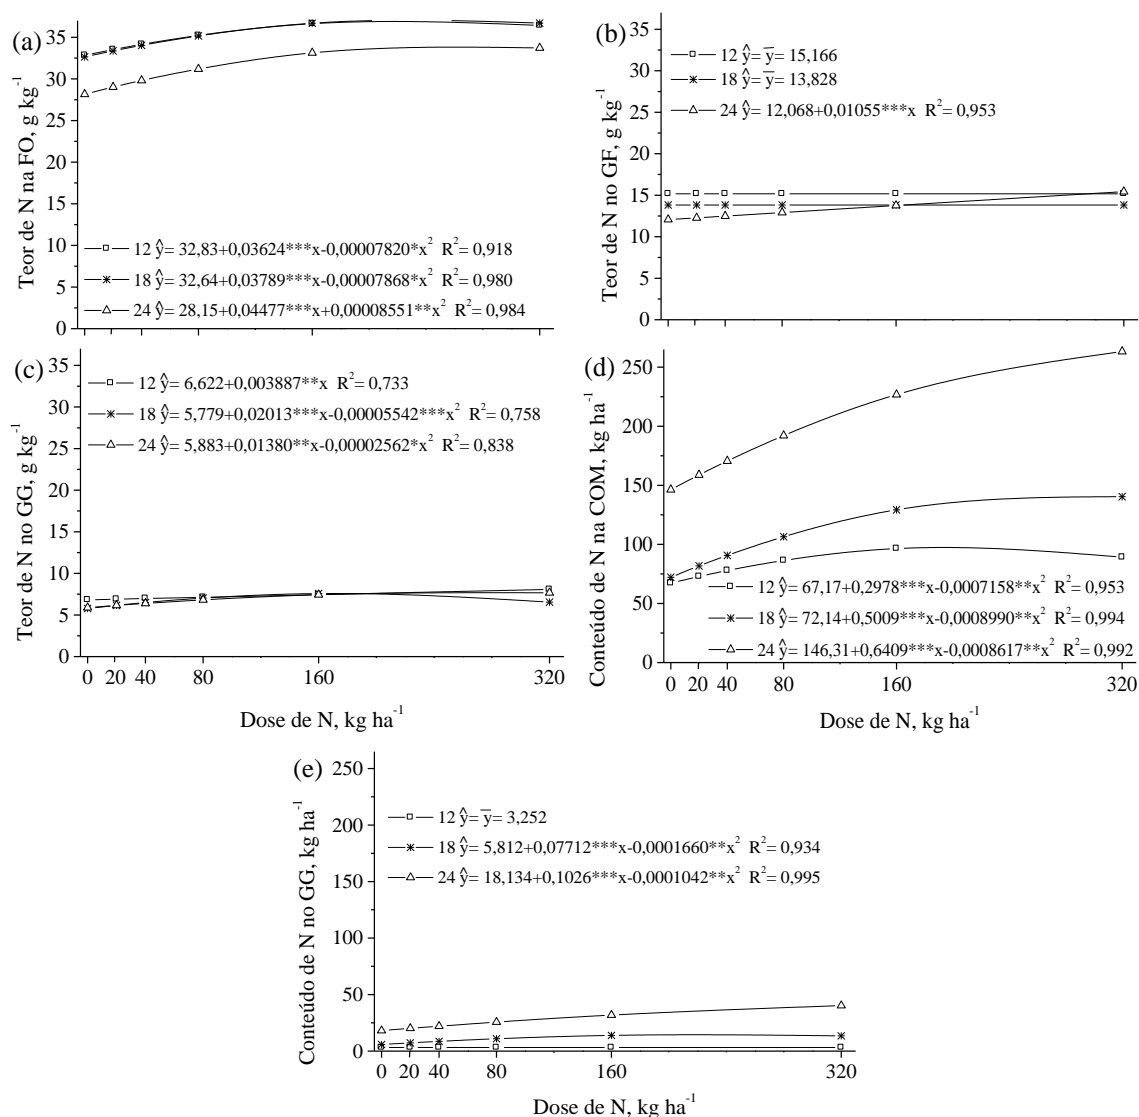 (a)
35
30
25
20
15
10
5
0
Teor de N na FO, g kg⁻¹
12 ŷ= 32,83+0,03624***x-0,00007820*x² R²= 0,918
18 ŷ= 32,64+0,03789***x-0,00007868*x² R²= 0,980
24 ŷ= 28,15+0,04477***x+0,00008551**x² R²= 0,984
(b)
35
30
25
20
15
10
5
0
Teor de N no GF, g kg⁻¹
12 ŷ= y̅= 15,166
18 ŷ= y̅= 13,828
24 ŷ= 12,068+0,01055***x R²= 0,953
(c)
35
30
25
20
15
10
5
0
Teor de N no GG, g kg⁻¹
12 ŷ= 6,622+0,003887**x R²= 0,733
18 ŷ= 5,779+0,02013***x-0,00005542***x² R²= 0,758
24 ŷ= 5,883+0,01380**x-0,00002562*x² R²= 0,838
0 20 40 80 160 320
Dose de N, kg ha⁻¹
(d)
250
200
150
100
50
0
Conteúdo de N na COM, kg ha⁻¹
12 ŷ= 67,17+0,2978***x-0,0007158**x² R²= 0,953
18 ŷ= 72,14+0,5009***x-0,0008990**x² R²= 0,994
24 ŷ= 146,31+0,6409***x-0,0008617**x² R²= 0,992
0 20 40 80 160 320
Dose de N, kg ha⁻¹
(e)
250
200
150
100
50
0
Conteúdo de N no GG, kg ha⁻¹
12 ŷ= y̅= 3,252
18 ŷ= 5,812+0,07712***x-0,0001660**x² R²= 0,934
24 ŷ= 18,134+0,1026***x-0,0001042**x² R²= 0,995
0 20 40 80 160 320
Dose de N, kg ha⁻¹